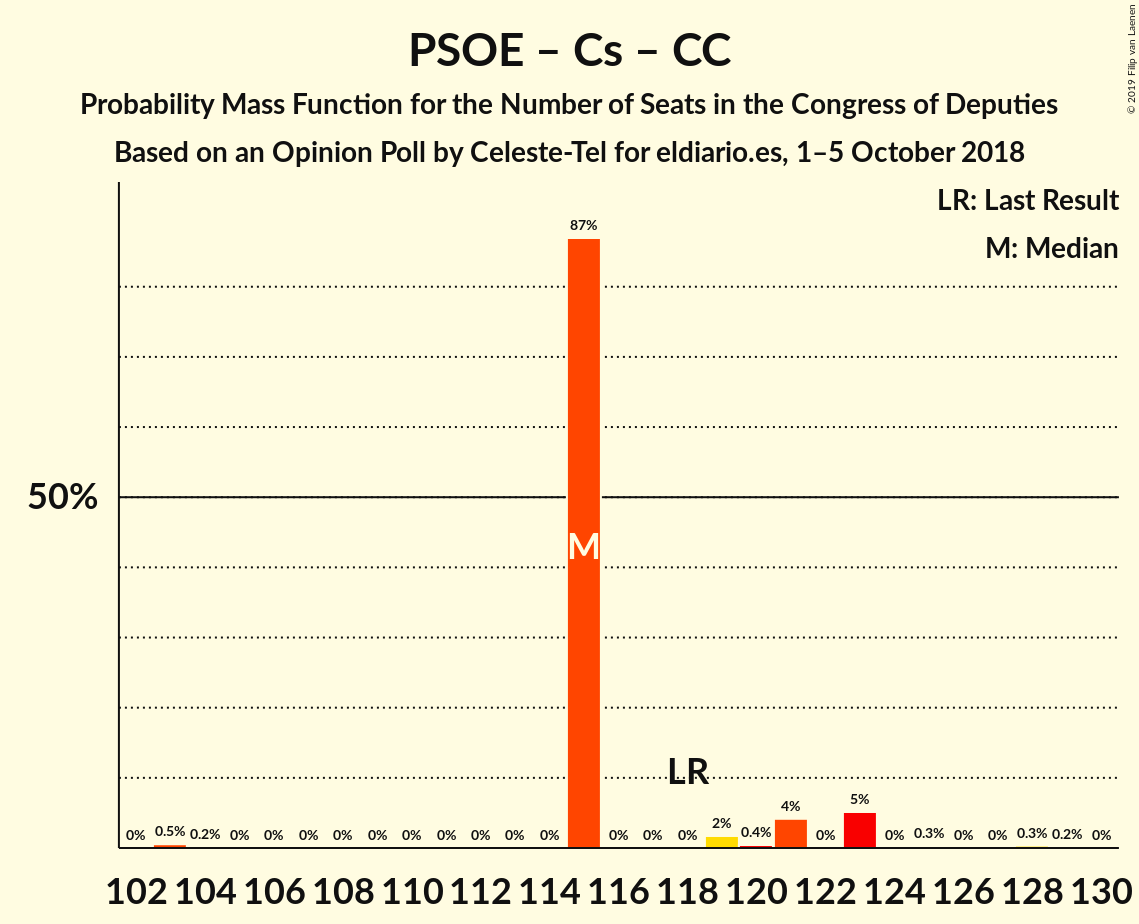 PSOE – Cs – CC
Probability Mass Function for the Number of Seats in the Congress of Deputies
Based on an Opinion Poll by Celeste-Tel for eldiario.es, 1–5 October 2018
© 2019 Filip van Laenen
LR: Last Result
M: Median
87%
50%
M
LR
0% 0.5% 0.2% 0% 0% 0% 0% 0% 0% 0% 0% 0% 0% 0% 0% 0% 2% 0.4% 4% 0% 5% 0% 0.3% 0% 0% 0.3% 0.2% 0%
102 104 106 108 110 112 114 116 118 120 122 124 126 128 130